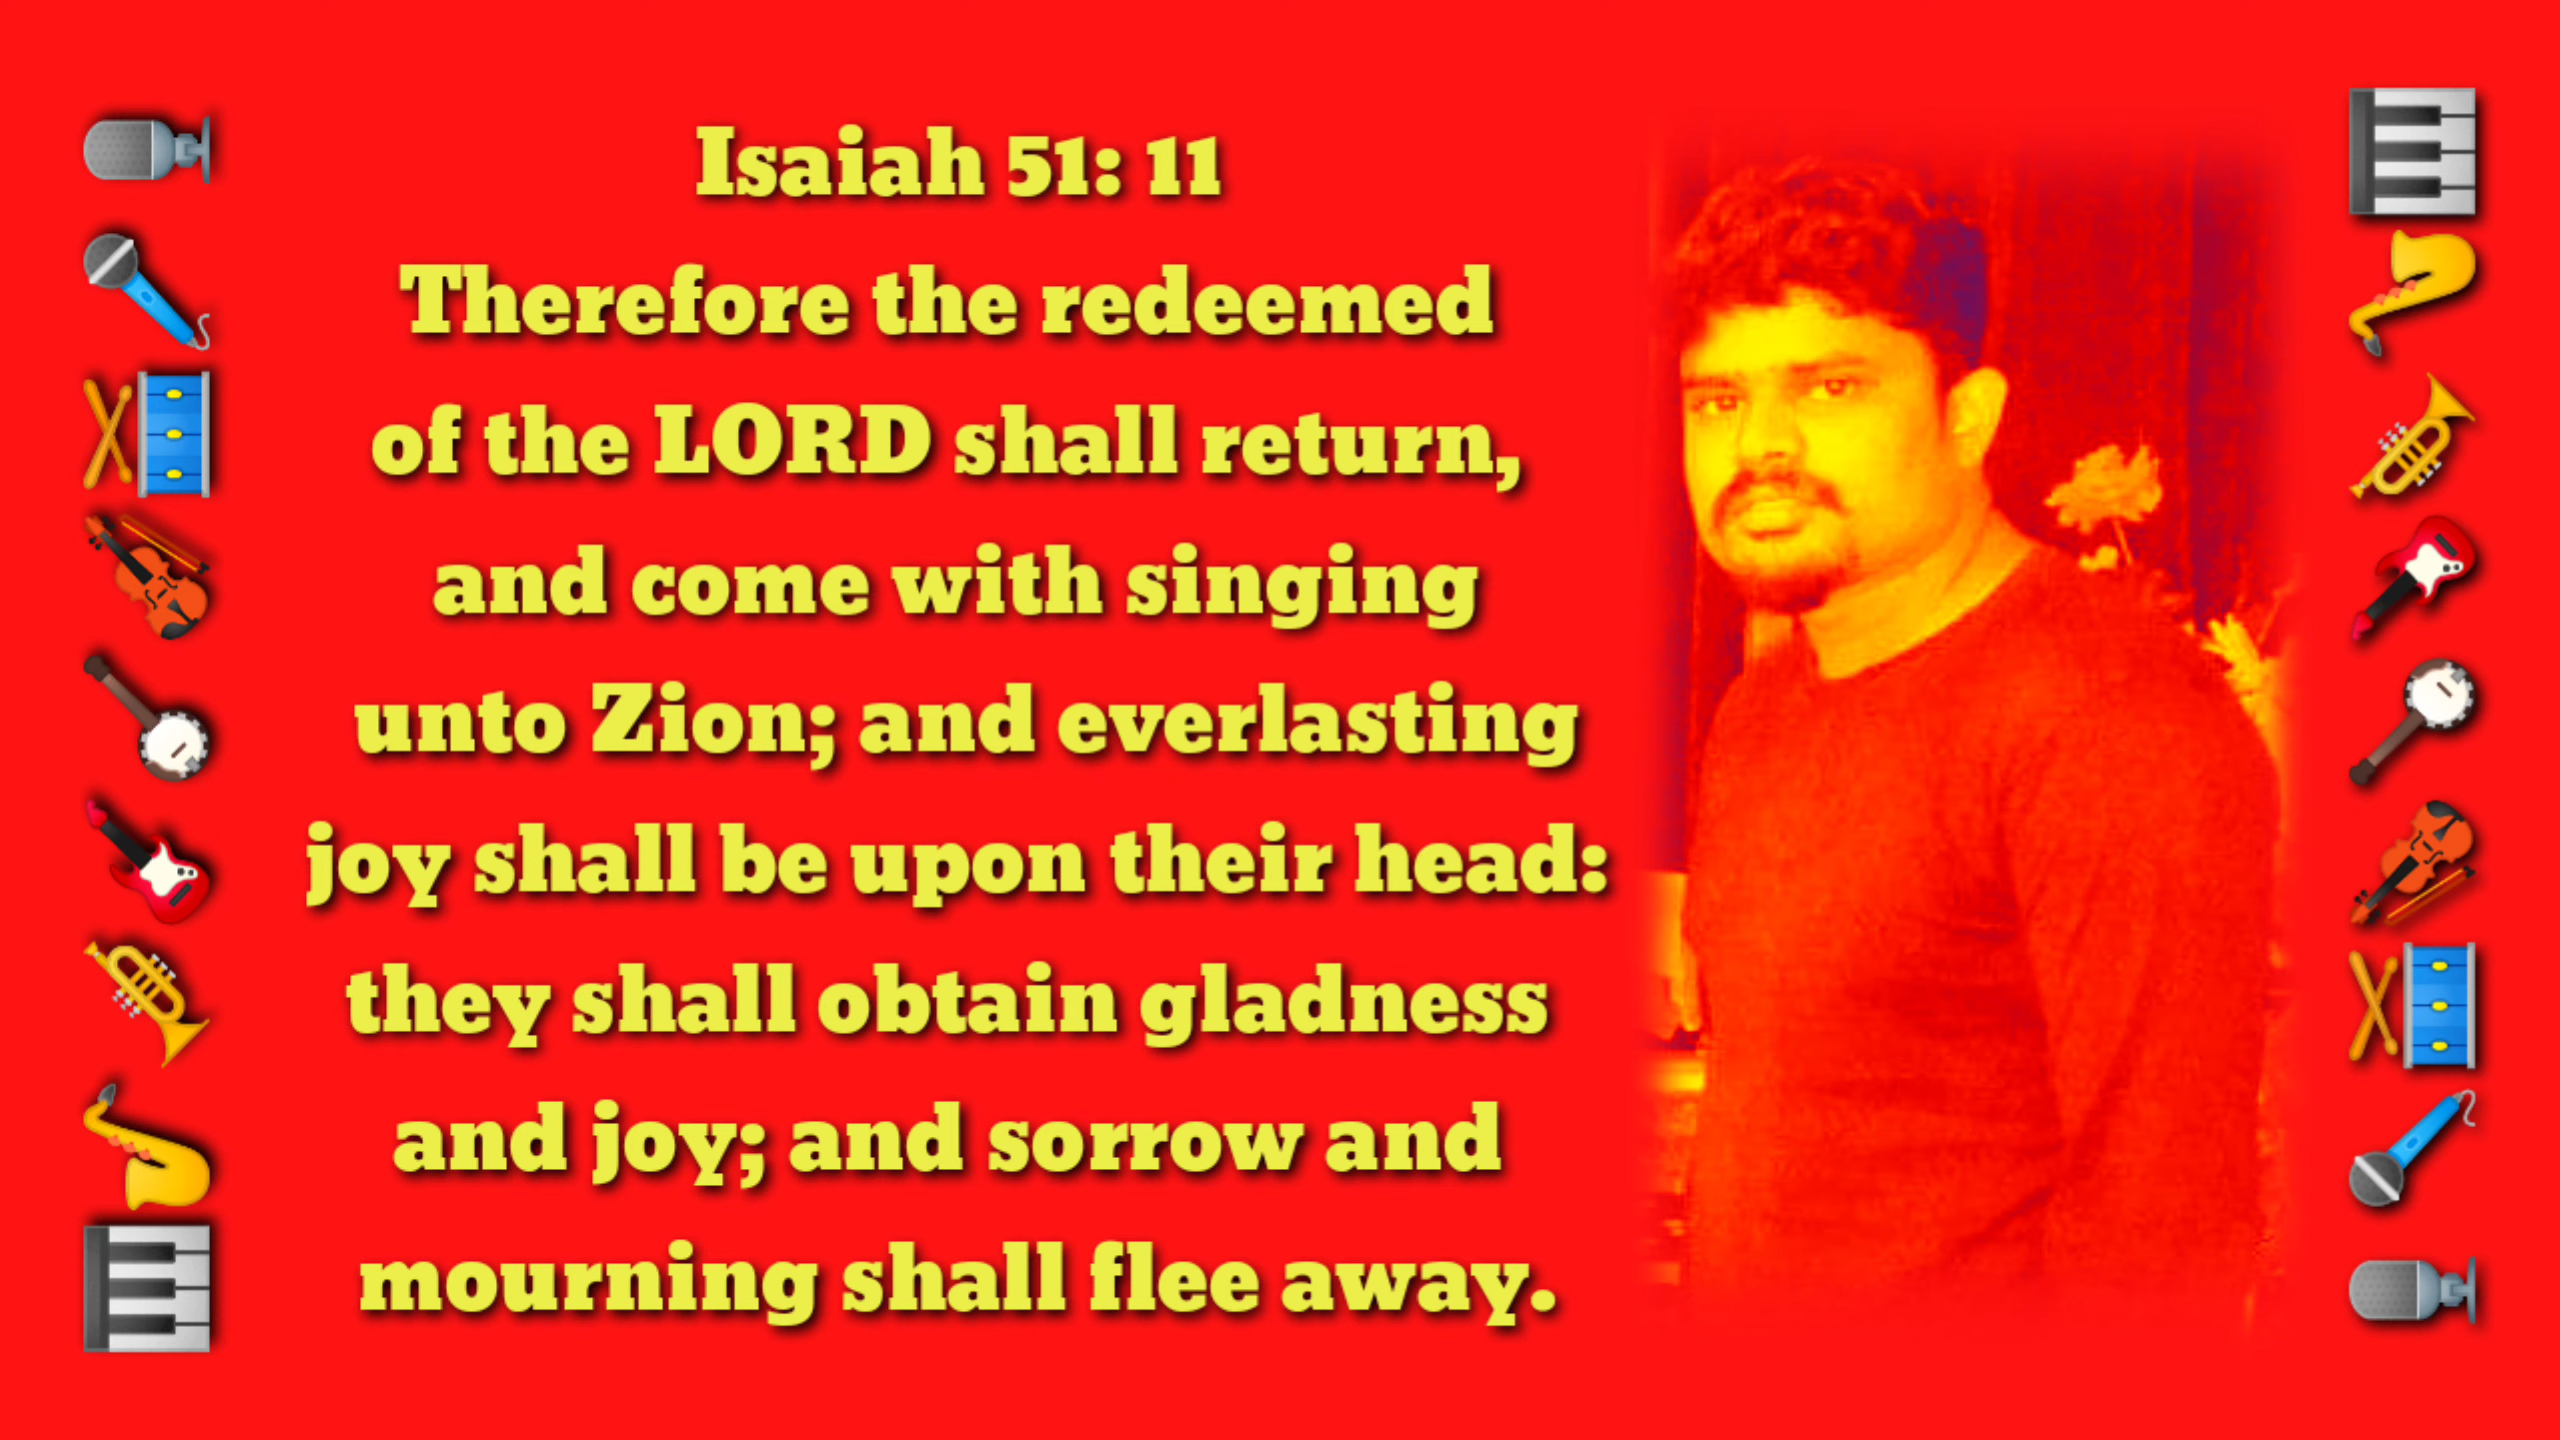 Isaiah 51: 11
Therefore the redeemed
of the LORD shall return,
and come with singing
unto Zion; and everlasting
joy shall be upon their head:
they shall obtain gladness
and joy; and sorrow and
mourning shall flee away.